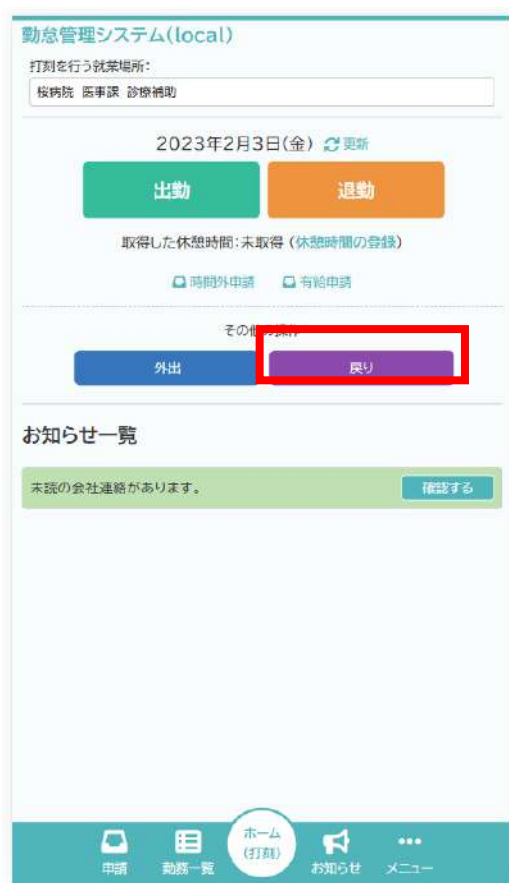 勤怠管理システム(local)
打刻を行う就業場所:
桜病院 医事課 診療補助
2023年2月3日(金) 更新
出勤 退勤
取得した休憩時間:未取得 (休憩時間の登録)
時間外申請 有給申請
その他の操作
外出 戻り
お知らせ一覧
未読の会社連絡があります。 確認する
ホーム
(打刻)
申請 勤務一覧 お知らせ メニュー